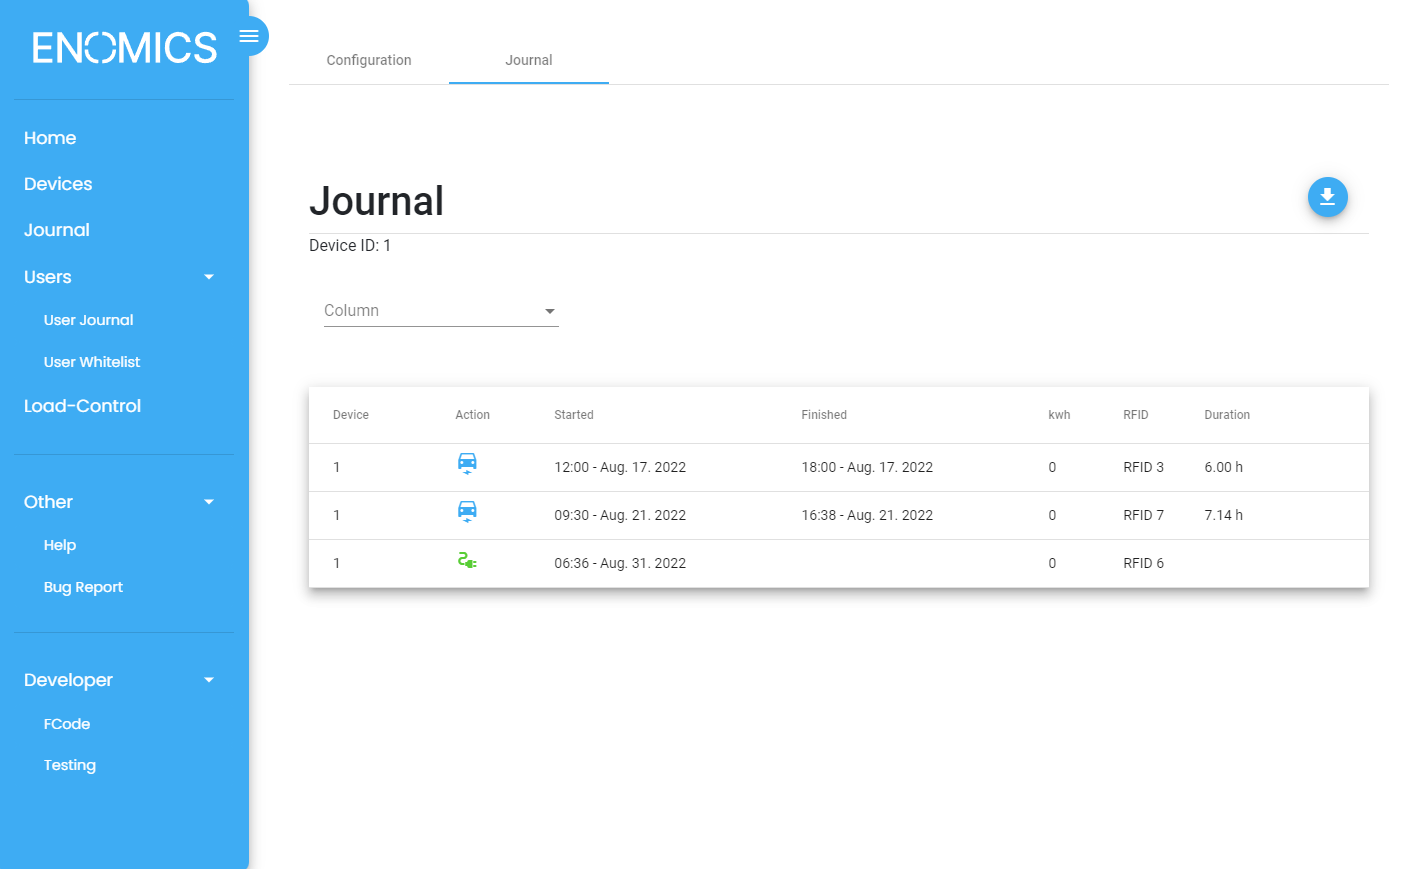 ENOMICS
Home
Devices
Journal
Users
User Journal
User Whitelist
Load-Control
Other
Help
Bug Report
Developer
FCode
Testing
Configuration Journal
Journal
Device ID: 1
Column
Device Action Started Finished kwh RFID Duration
1 12:00 - Aug. 17. 2022 18:00 - Aug. 17. 2022 0 RFID 3 6.00 h
1 09:30 - Aug. 21. 2022 16:38 - Aug. 21. 2022 0 RFID 7 7.14 h
1 06:36 - Aug. 31. 2022 0 RFID 6